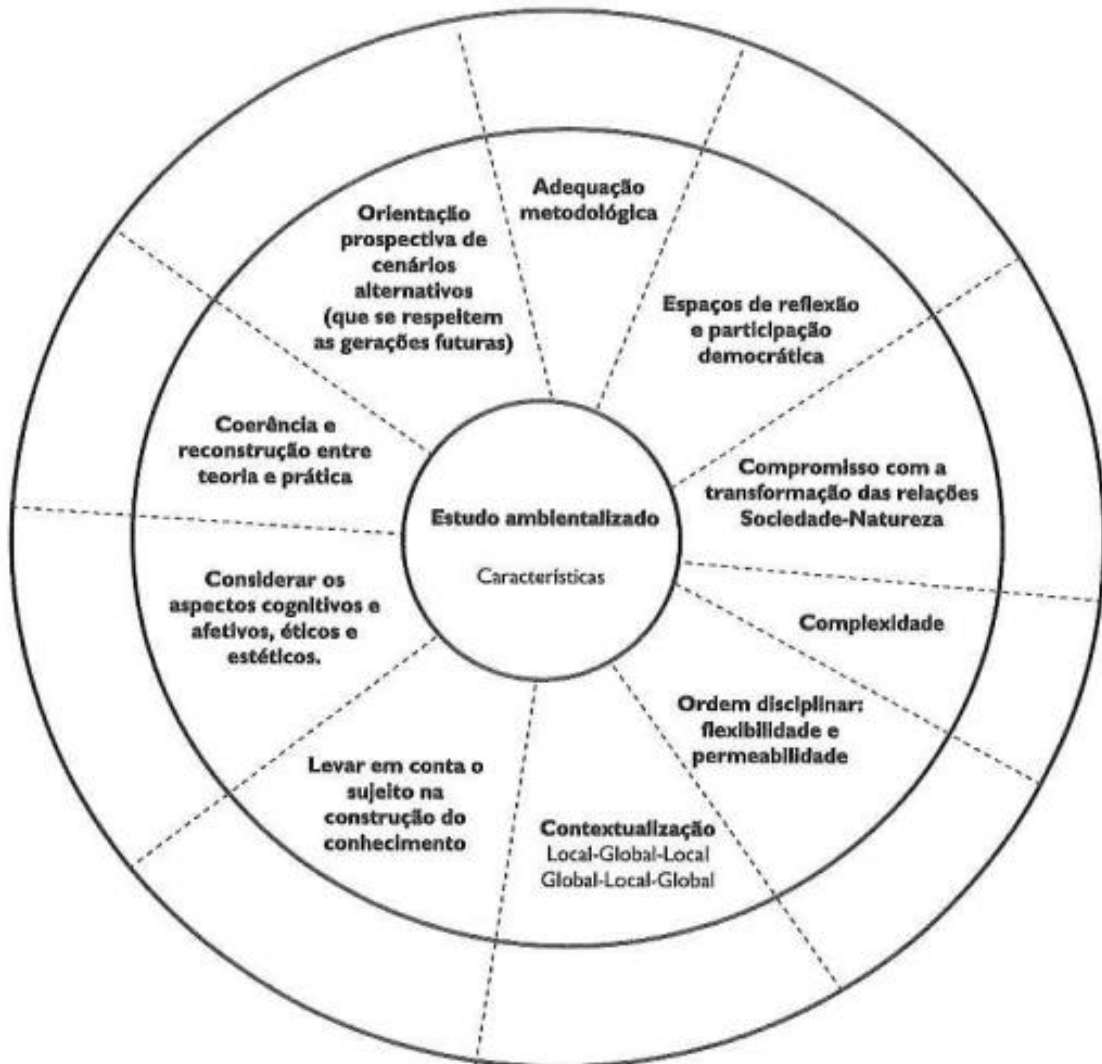 Adequação
metodológica
Orientação
prospectiva de
cenários
alternativos
(que se respeitem
as gerações futuras)
Espaços de reflexão
e participação
democrática
Coerência e
reconstrução entre
teoria e prática
Estudo ambientalizado
Características
Compromisso com a
transformação das relações
Sociedade-Natureza
Considerar os
aspectos cognitivos e
afetivos, éticos e
estéticos.
Complexidade
Ordem disciplinar:
flexibilidade e
permeabilidade
Levar em conta o
sujeito na
construção do
conhecimento
Contextualização
Local-Global-Local
Global-Local-Global